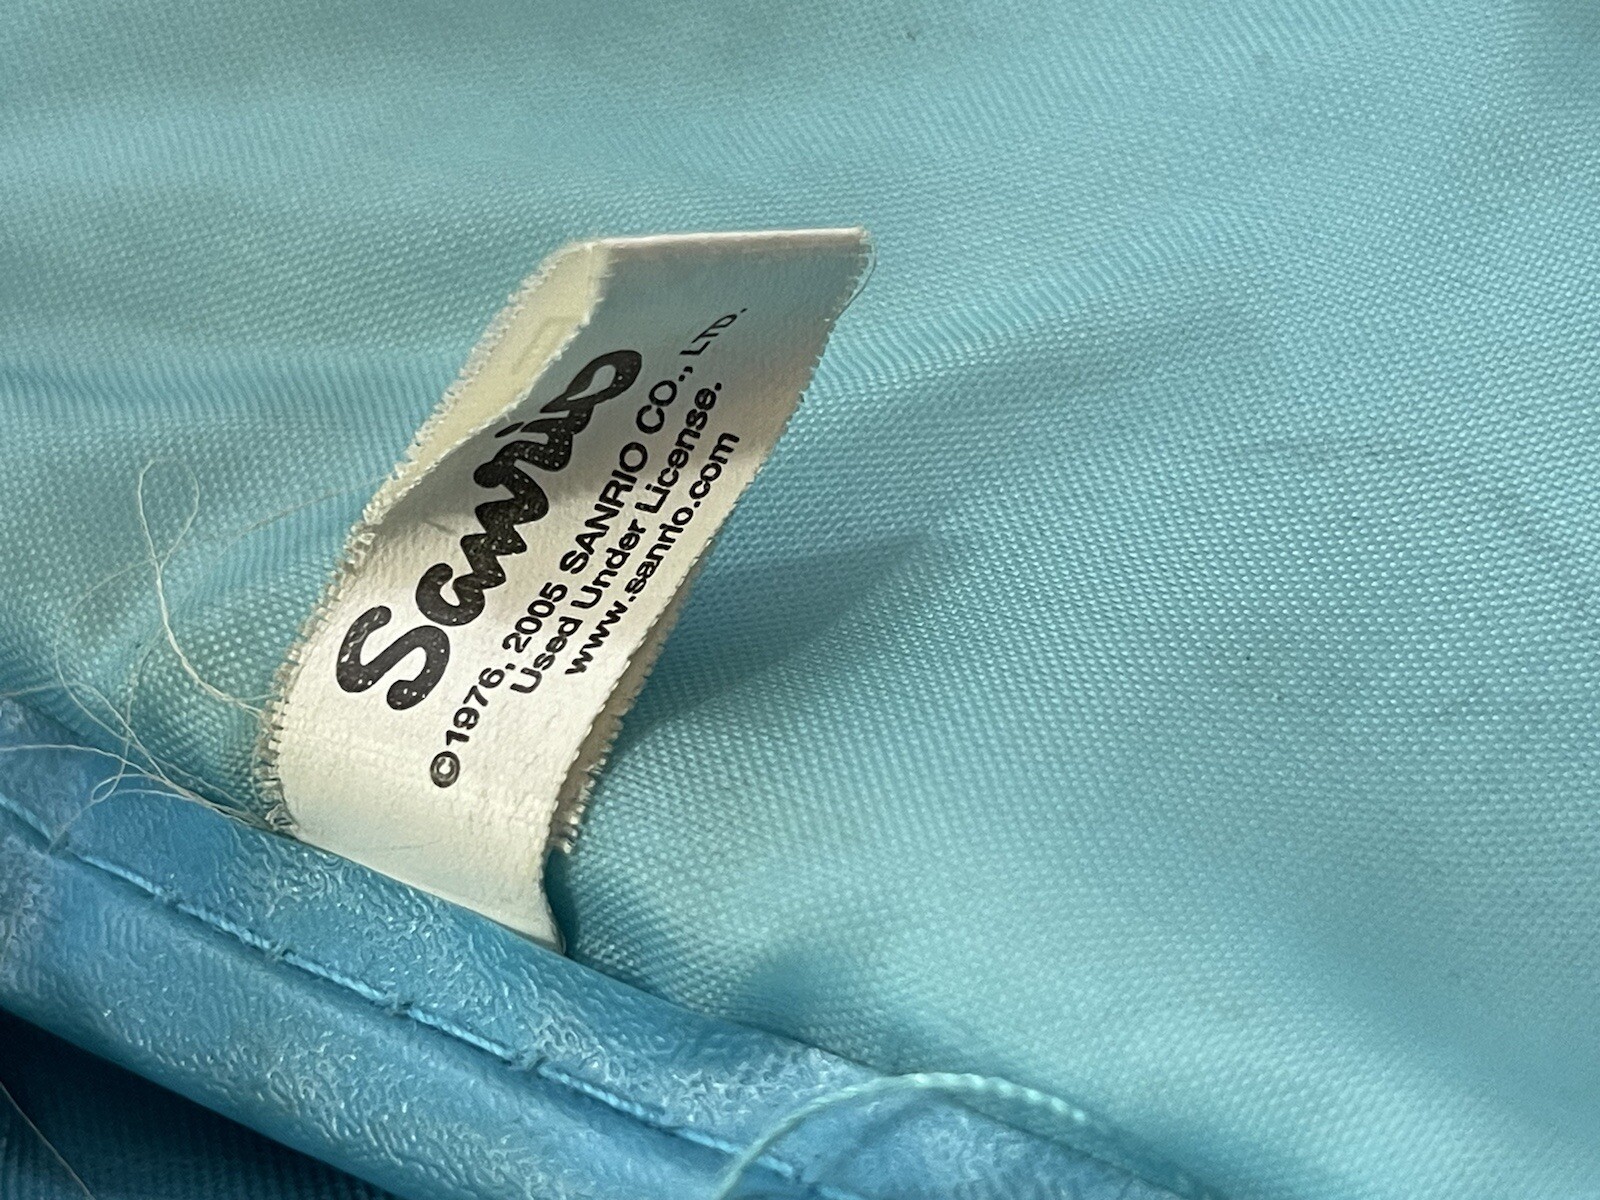 Sanrio
©1976, 2005 SANRIO CO., LTD.
Used Under License.
www.sanrio.com